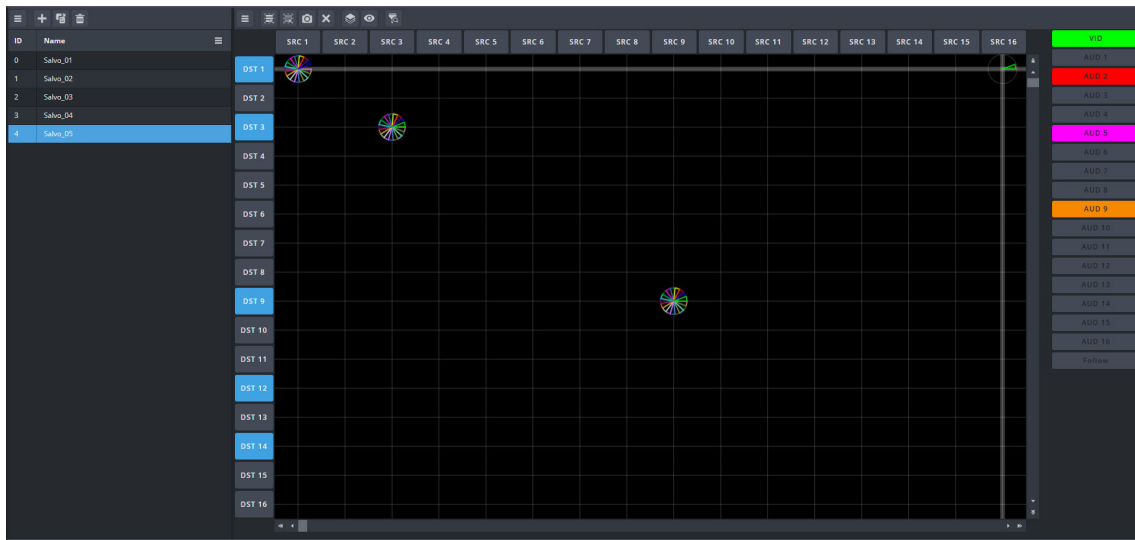 ID Name
0 Salvo_01
1 Salvo_02
2 Salvo_03
3 Salvo_04
4 Salvo_05
SRC 1 SRC 2 SRC 3 SRC 4 SRC 5 SRC 6 SRC 7 SRC 8 SRC 9 SRC 10 SRC 11 SRC 12 SRC 13 SRC 14 SRC 15 SRC 16
DST 1
DST 2
DST 3
DST 4
DST 5
DST 6
DST 7
DST 8
DST 9
DST 10
DST 11
DST 12
DST 13
DST 14
DST 15
DST 16
VID
AUD 1
AUD 2
AUD 3
AUD 4
AUD 5
AUD 6
AUD 7
AUD 8
AUD 9
AUD 10
AUD 11
AUD 12
AUD 13
AUD 14
AUD 15
AUD 16
Follow